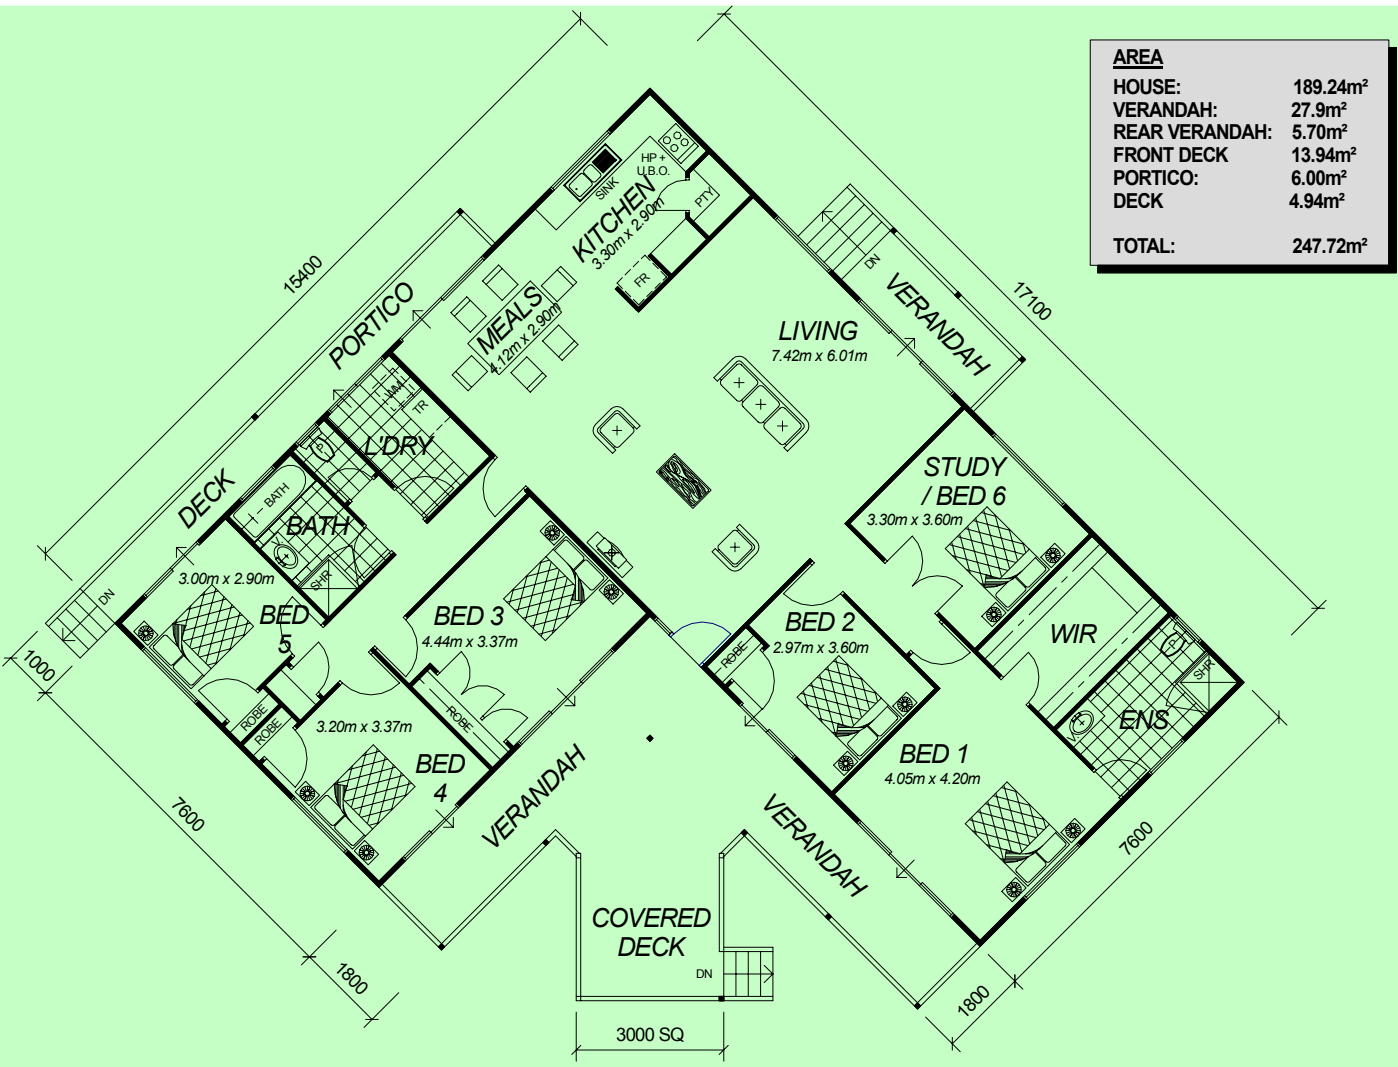 AREA
HOUSE: 189.24m²
VERANDAH: 27.9m²
REAR VERANDAH: 5.70m²
FRONT DECK 13.94m²
PORTICO: 6.00m²
DECK 4.94m²
TOTAL: 247.72m²
15400
17100
HP +
U.B.O.
SINK
PTY
KITCHEN
3.30m x 2.90m
FR
DN
VERANDAH
PORTICO
MEALS
4.12m x 2.90m
LIVING
7.42m x 6.01m
WM
TR
L'DRY
DECK
BATH
BATH
SHR
STUDY
/ BED 6
3.30m x 3.60m
3.00m x 2.90m
BED
5
DN
BED 3
4.44m x 3.37m
BED 2
2.97m x 3.60m
ROBE
WIR
SHR
ENS
V.
1000
ROBE
ROBE
3.20m x 3.37m
ROBE
BED
4
BED 1
4.05m x 4.20m
VERANDAH
VERANDAH
7600
7600
COVERED
DECK
DN
1800
1800
3000 SQ